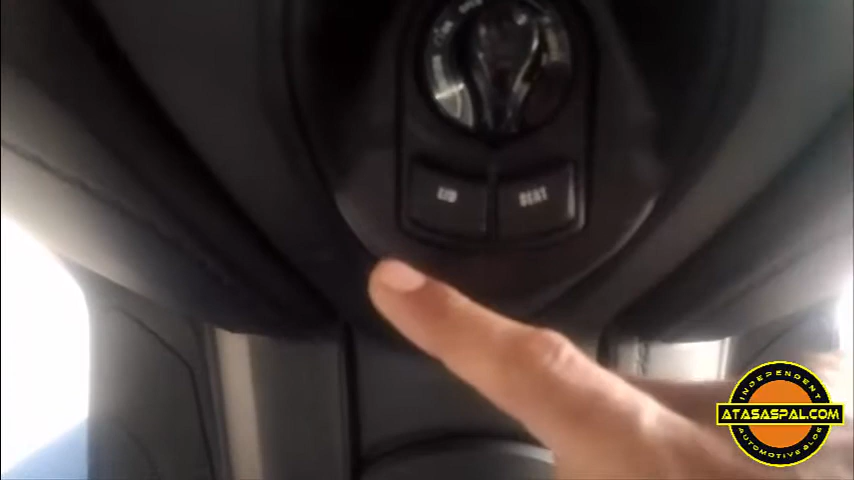 LID SEAT
INDEPENDENT
ATASASPAL.COM
AUTOMOTIVE BLOG